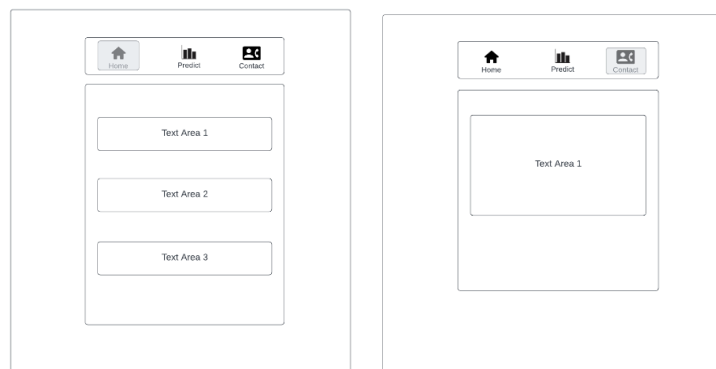 Home
Predict
Contact
Text Area 1
Text Area 2
Text Area 3
Home
Predict
Contact
Text Area 1